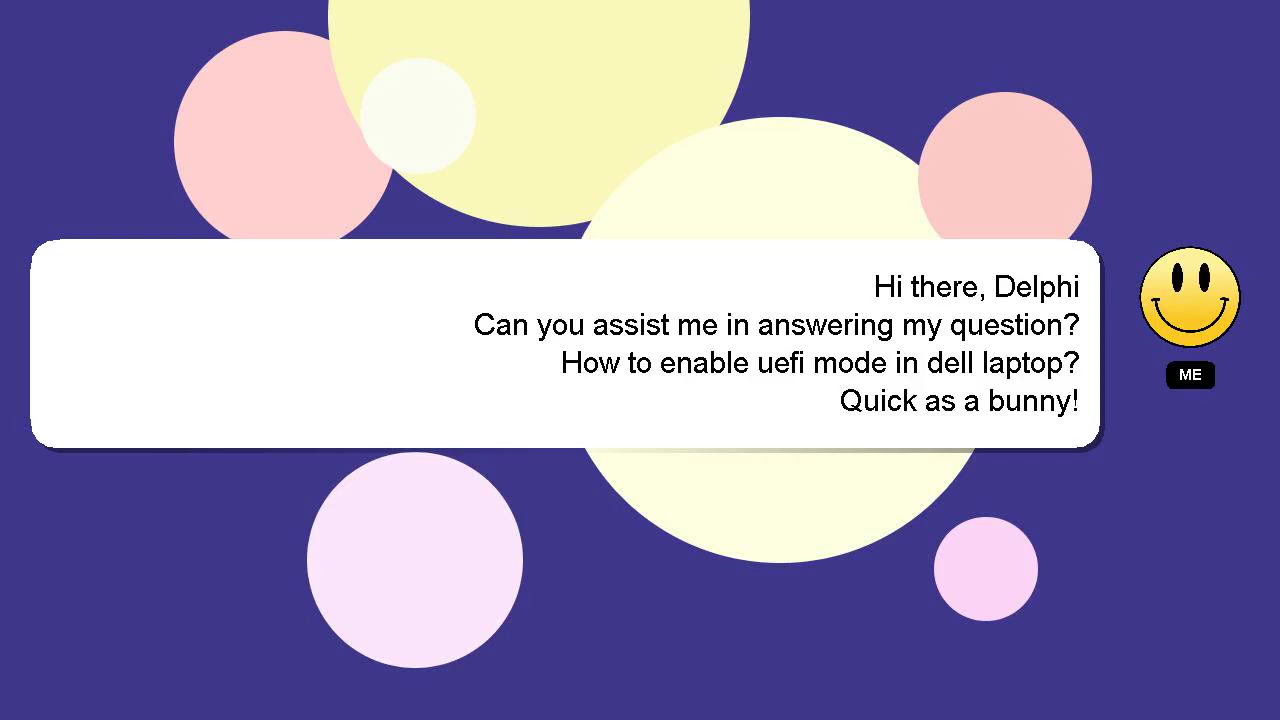 Hi there, Delphi
Can you assist me in answering my question?
How to enable uefi mode in dell laptop?
Quick as a bunny!
ME